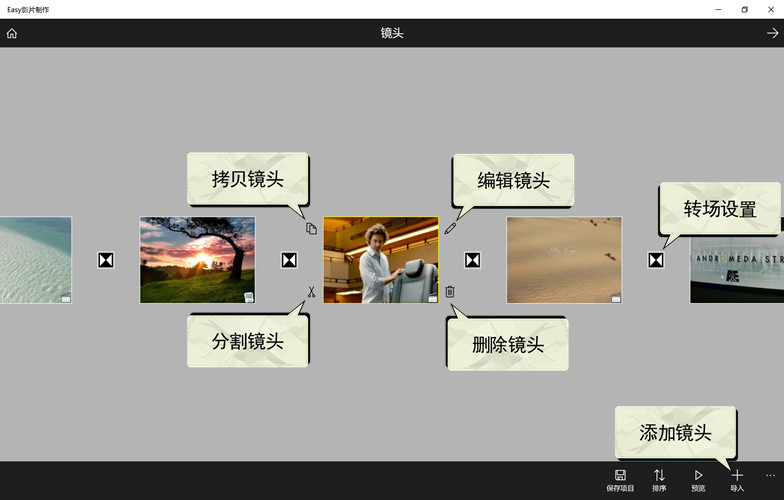 Easy影片制作
镜头
拷贝镜头
编辑镜头
转场设置
ANDROMEDA STR
分割镜头
删除镜头
添加镜头
保存项目
排序
预览
导入